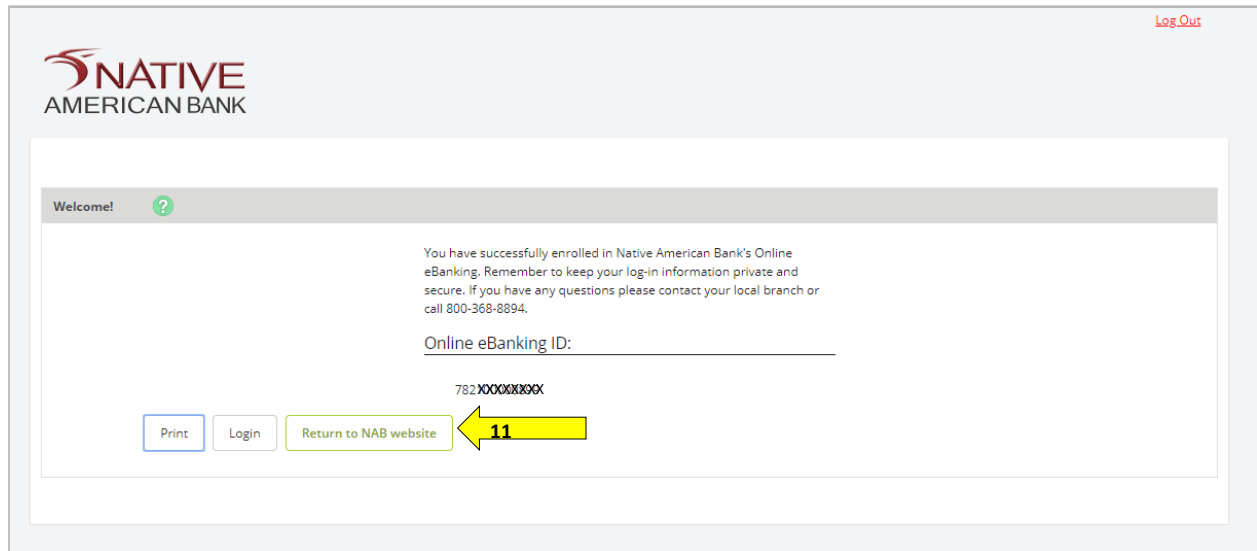 Log Out
NATIVE
AMERICAN BANK
Welcome! ?
You have successfully enrolled in Native American Bank's Online
eBanking. Remember to keep your log-in information private and
secure. If you have any questions please contact your local branch or
call 800-368-8894.
Online eBanking ID:
782XXXXXXXX
Print Login Return to NAB website 11